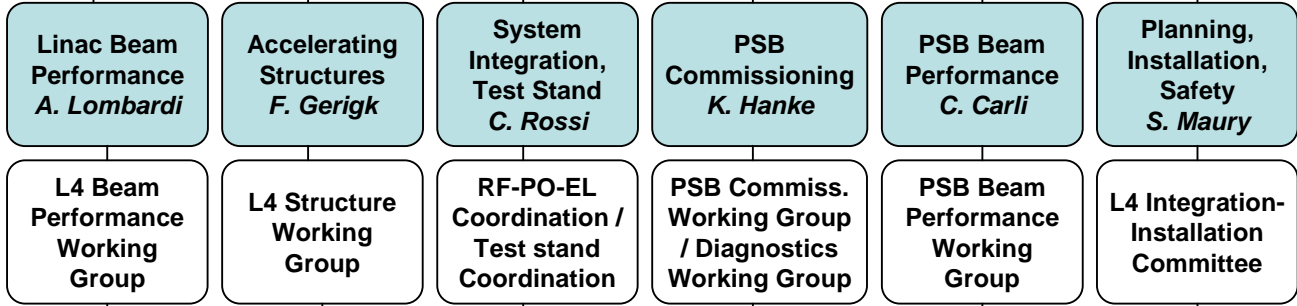 Linac Beam
Performance
A. Lombardi
Accelerating
Structures
F. Gerigk
System
Integration,
Test Stand
C. Rossi
PSB
Commissioning
K. Hanke
PSB Beam
Performance
C. Carli
Planning,
Installation,
Safety
S. Maury
L4 Beam
Performance
Working
Group
L4 Structure
Working
Group
RF-PO-EL
Coordination /
Test stand
Coordination
PSB Commiss.
Working Group
/ Diagnostics
Working Group
PSB Beam
Performance
Working
Group
L4 Integration-
Installation
Committee